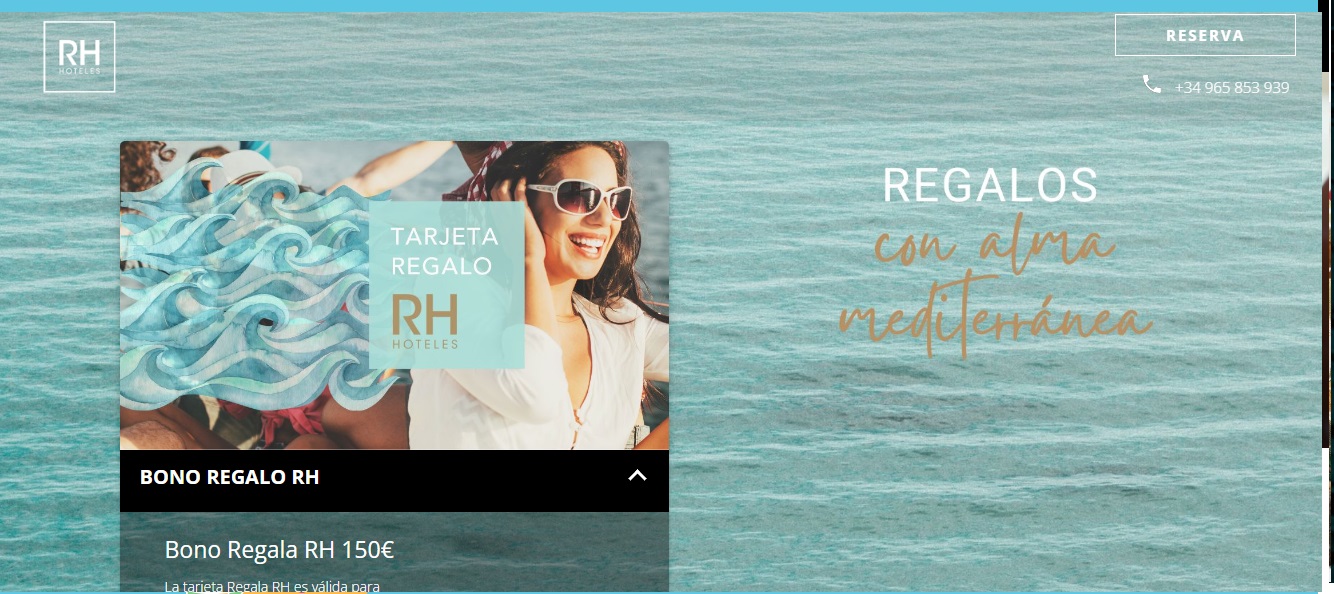 RH
HOTELES
RESERVA
+34 965 853 939
TARJETA
REGALO
RH
HOTELES
REGALOS
con alma
mediterránea
BONO REGALO RH
Bono Regala RH 150€
La tarjeta Regala RH es válida para